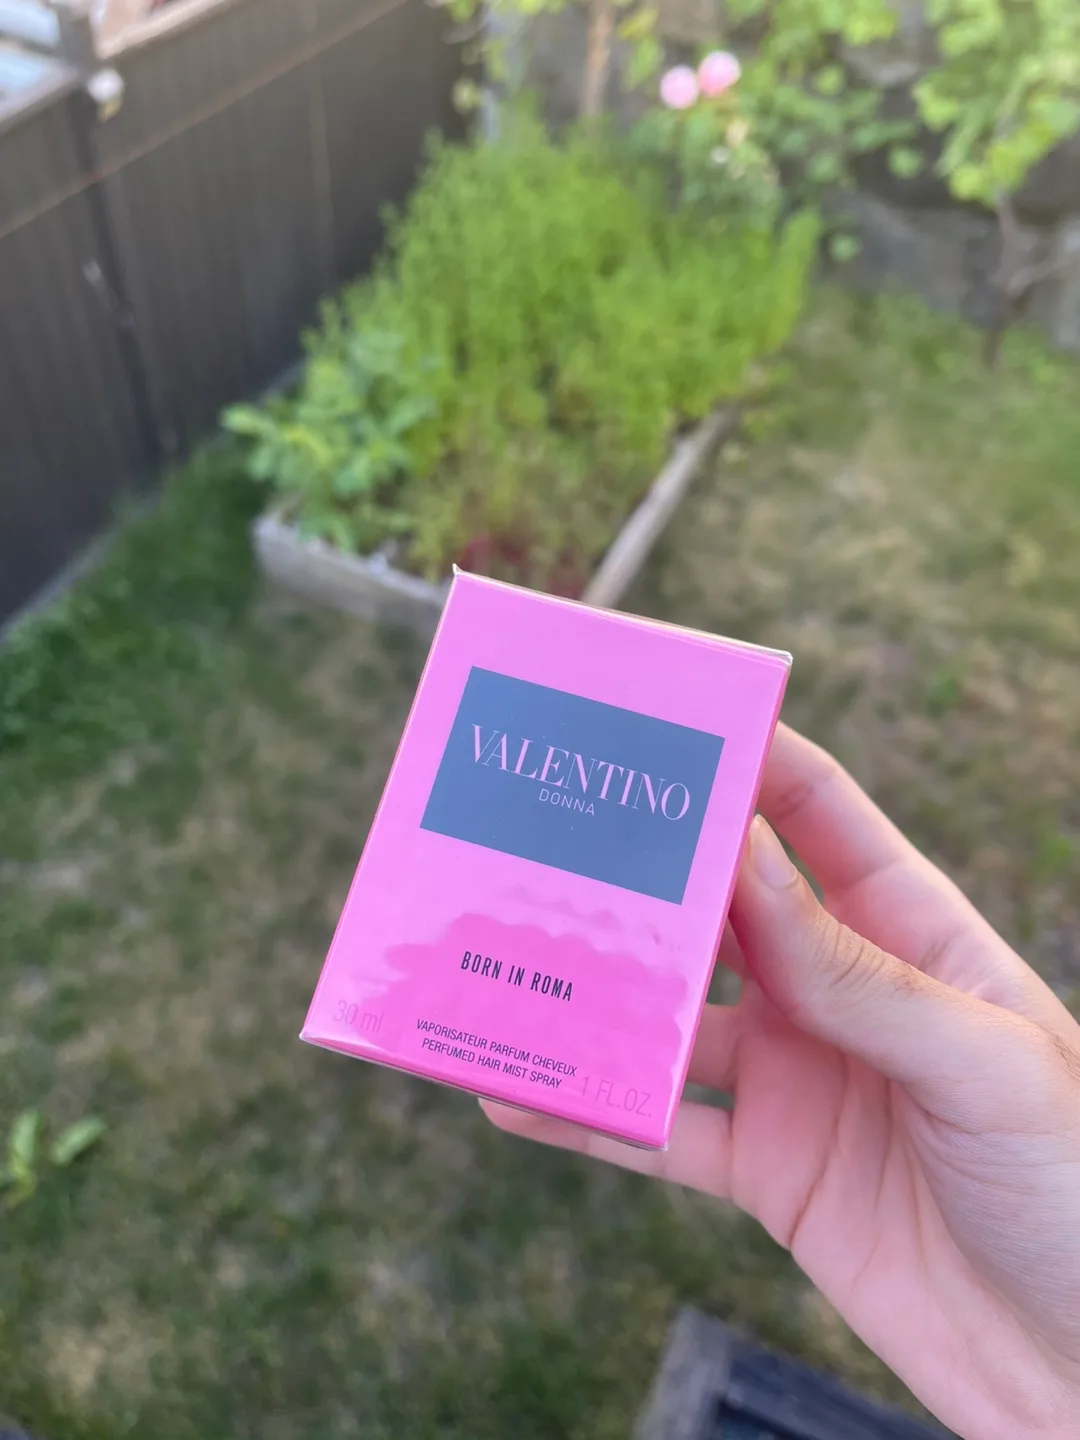 VALENTINO
DONNA
BORN IN ROMA
30 ml
VAPORISATEUR PARFUM CHEVEUX
PERFUMED HAIR MIST SPRAY
1 FL.OZ.